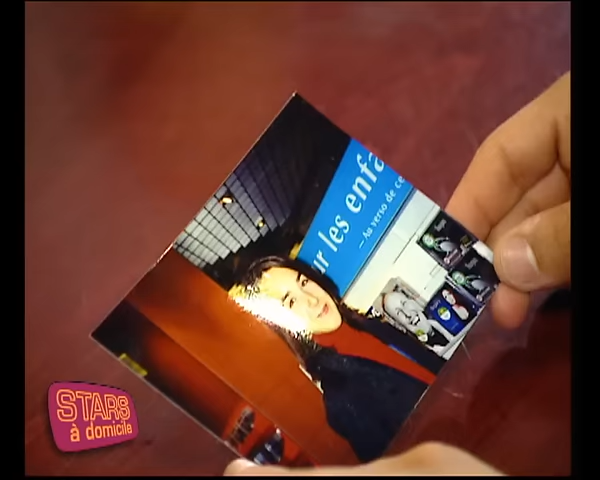 ur les enfa
— Au verso de ce
STARS
à domicile